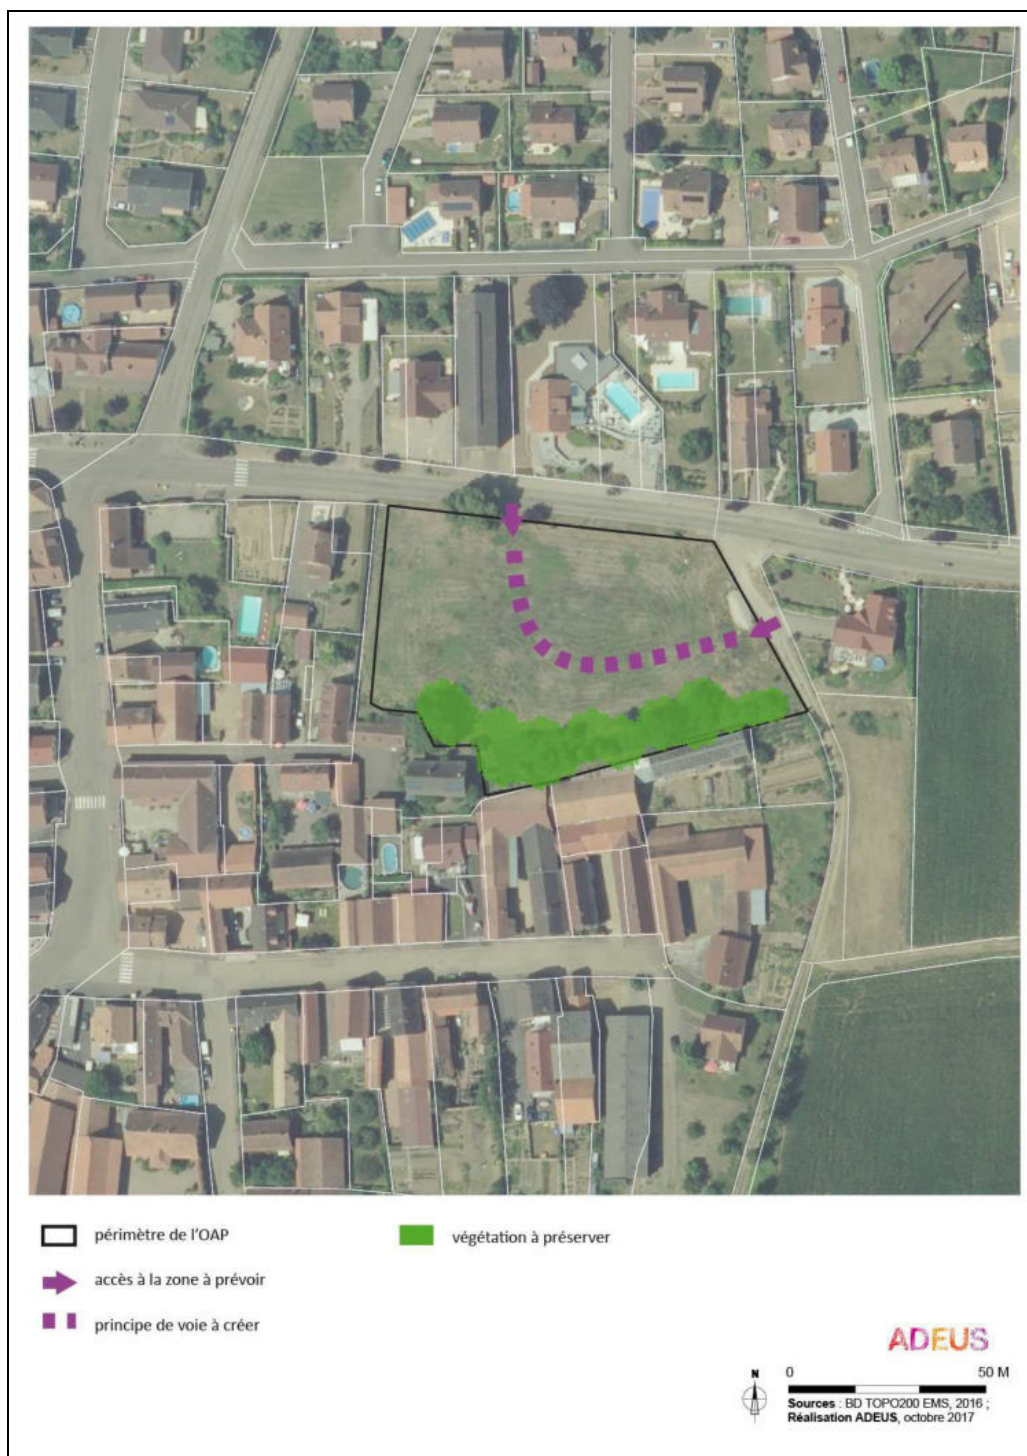 périmètre de l'OAP
végétation à préserver
accès à la zone à prévoir
principe de voie à créer
ADEUS
N
0 50 M
Sources : BD TOPO200 EMS, 2016 ;
Réalisation ADEUS, octobre 2017